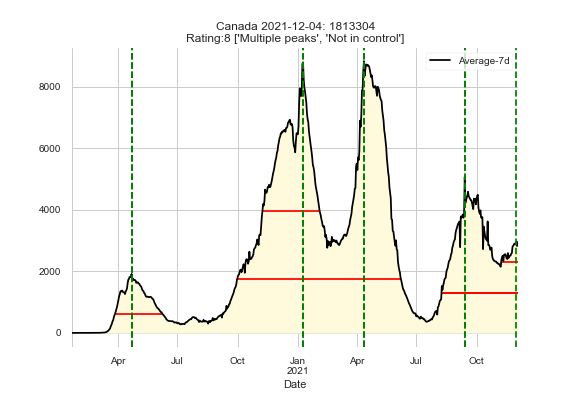 Canada 2021-12-04: 1813304
Rating:8 ['Multiple peaks', 'Not in control']
Average-7d
8000
6000
4000
2000
0
Apr Jul Oct Jan Apr Jul Oct
2021
Date